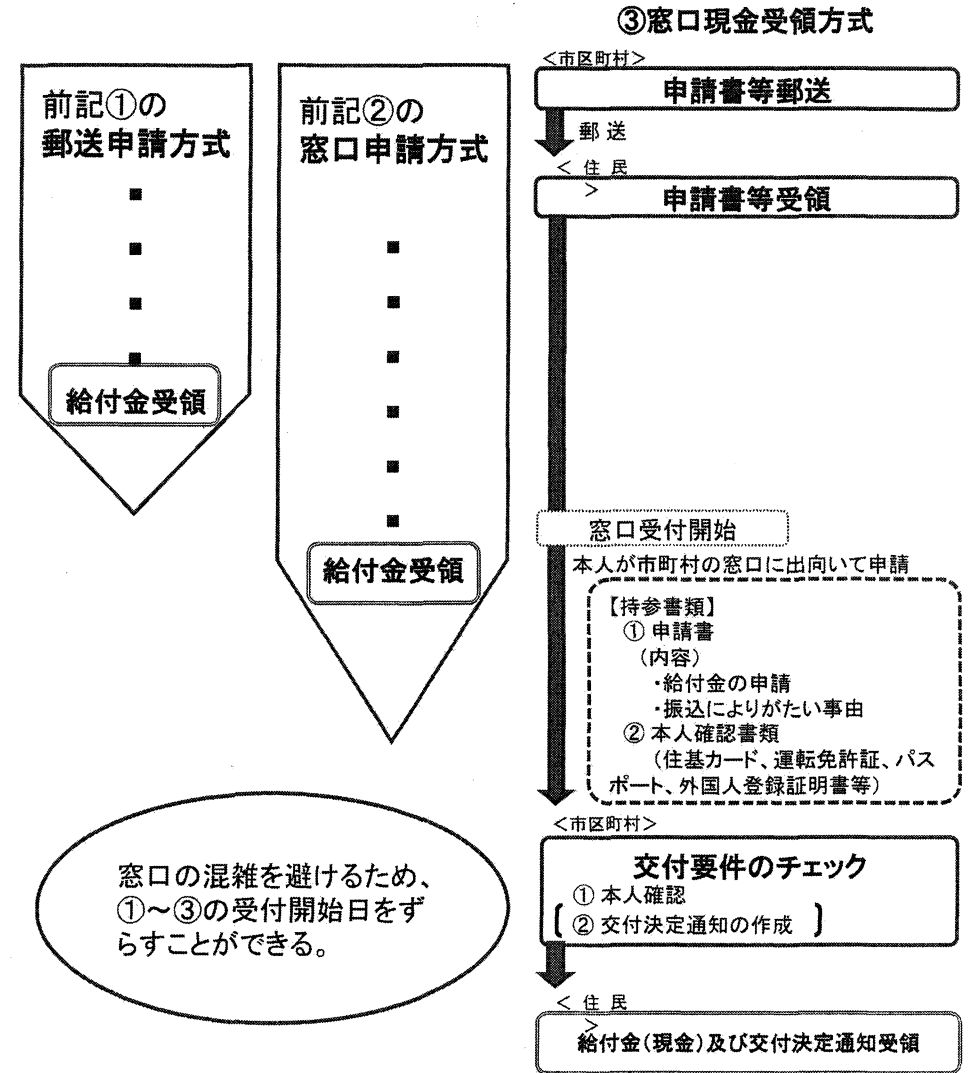 ③窓口現金受領方式
前記①の
郵送申請方式
■
■
■
■
給付金受領
前記②の
窓口申請方式
■
■
■
■
■
■
給付金受領
<市区町村>
申請書等郵送
郵 送
< 住 民
>
申請書等受領
窓口受付開始
本人が市町村の窓口に出向いて申請
【持参書類】
① 申請書
(内容)
・給付金の申請
・振込によりがたい事由
② 本人確認書類
(住基カード、運転免許証、パス
ポート、外国人登録証明書等)
<市区町村>
交付要件のチェック
① 本人確認
② 交付決定通知の作成
< 住 民
>
給付金(現金)及び交付決定通知受領
窓口の混雑を避けるため、
①~③の受付開始日をず
らすことができる。